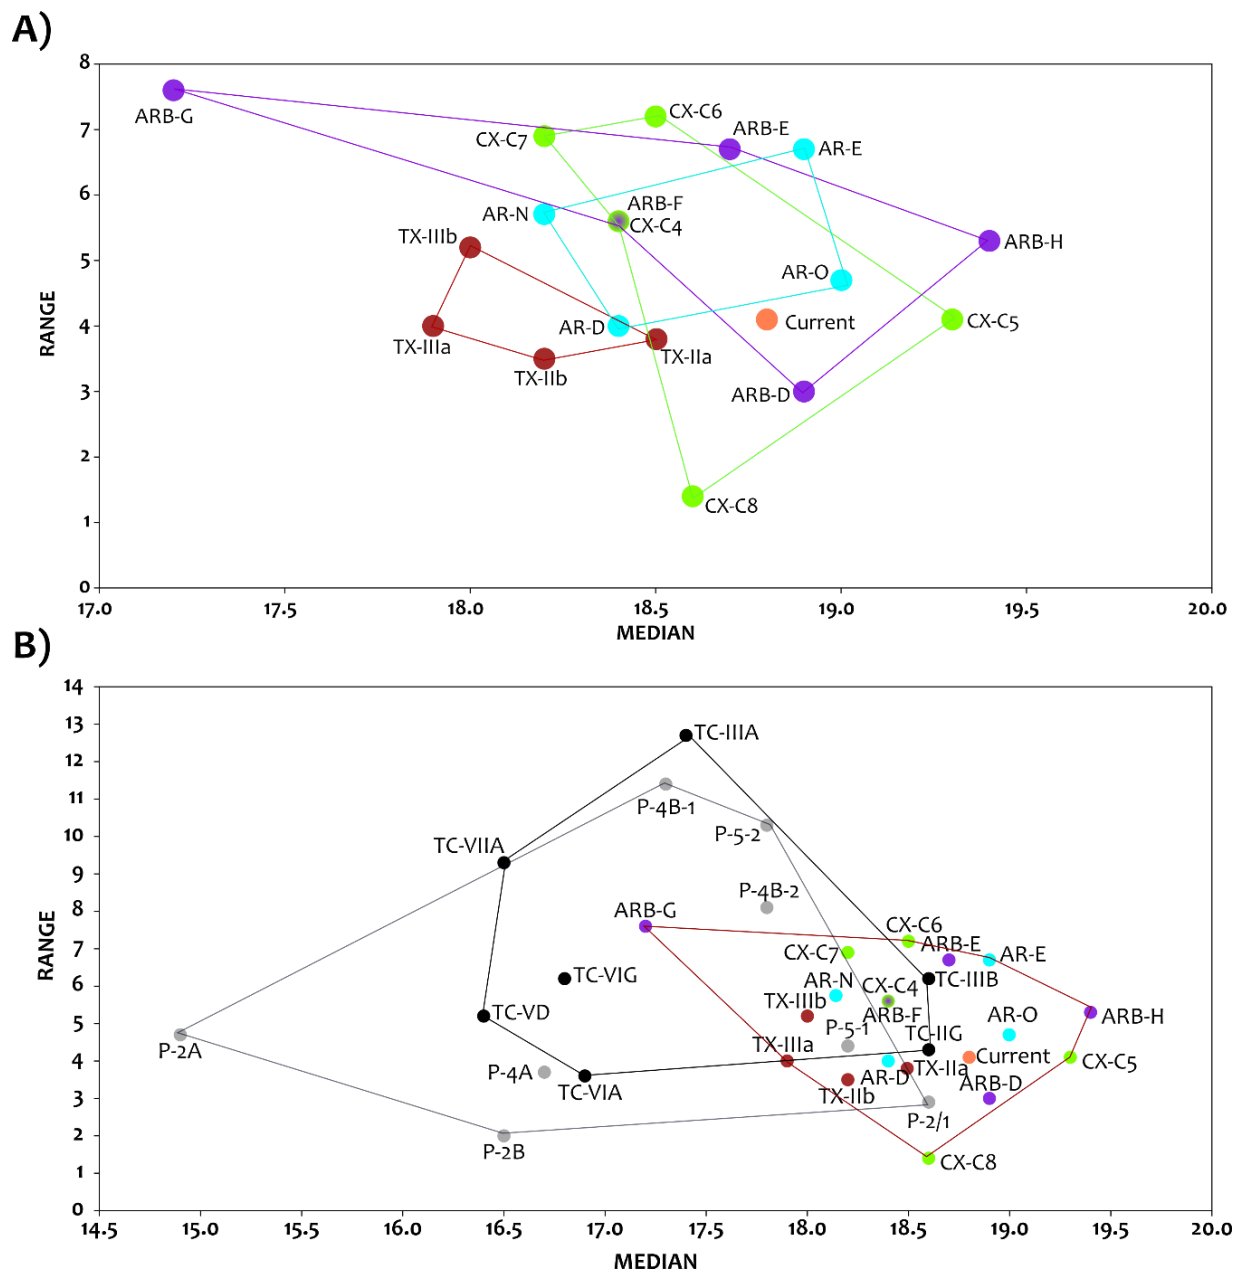 A)
8
7
6
5
4
3
2
1
0
RANGE
ARB-G
CX-C7
CX-C6
ARB-E
AR-E
AR-N
ARB-F
CX-C4
TX-IIIb
ARB-H
AR-O
AR-D
Current
CX-C5
TX-IIIa
TX-IIa
TX-IIb
ARB-D
CX-C8
17.0 17.5 18.0 18.5 19.0 19.5 20.0
MEDIAN
B)
14
13
12
11
10
9
8
7
6
5
4
3
2
1
0
RANGE
TC-IIIA
P-4B-1
P-5-2
TC-VIIA
P-4B-2
ARB-G
CX-C6
ARB-E
CX-C7
AR-E
TC-VIG
AR-N
CX-C4
TC-IIIB
TX-IIIb
ARB-F
AR-O
ARB-H
TC-VD
P-5-1
TC-IIG
P-2A
TX-IIIa
Current
CX-C5
P-4A
TC-VIA
AR-D
TX-IIa
TX-IIb
ARB-D
P-2/1
P-2B
CX-C8
14.5 15.0 15.5 16.0 16.5 17.0 17.5 18.0 18.5 19.0 19.5 20.0
MEDIAN